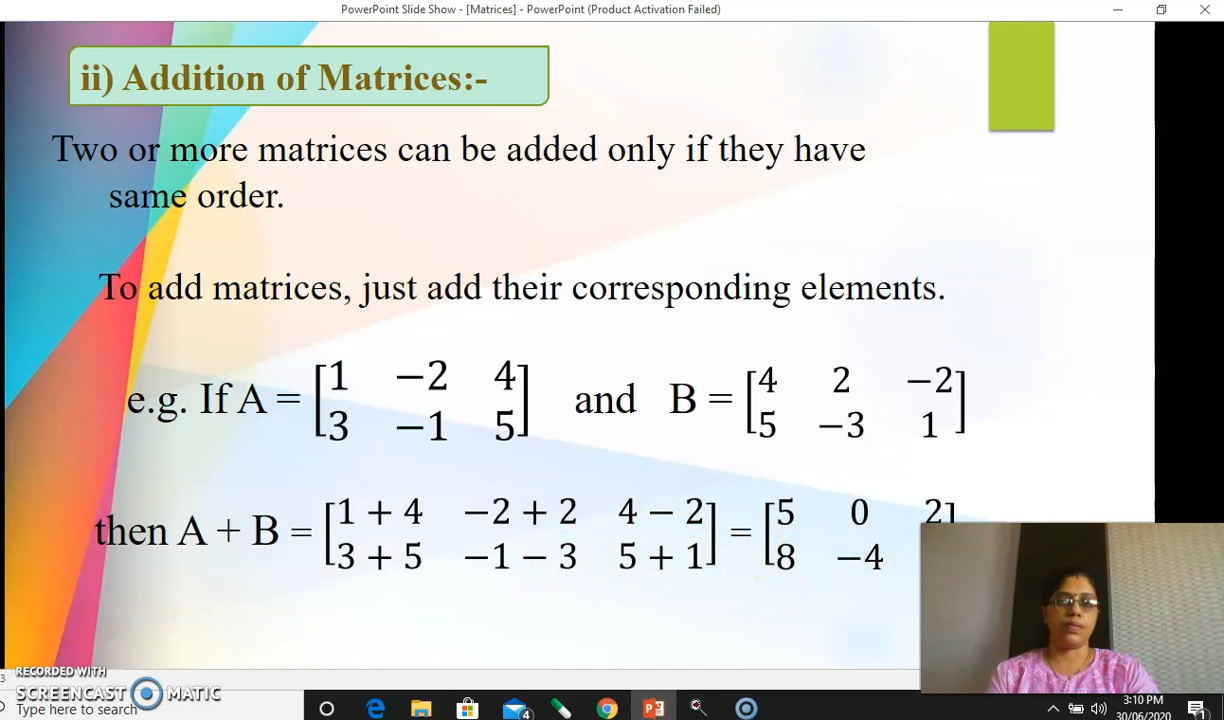 PowerPoint Slide Show - [Matrices] - PowerPoint (Product Activation Failed)
ii) Addition of Matrices:-
Two or more matrices can be added only if they have
same order.
To add matrices, just add their corresponding elements.
e.g. If A = [1 −2 4 and B = [4 2 −2
3 −1 5] 5 −3 1]
then A + B = [1 + 4 −2 + 2 4 − 2 = [5 0 2
3 + 5 −1 − 3 5 + 1] 8 −4
RECORDED WITH
SCREENCAST MATIC
3
Type here to search
4
3:10 PM
30/06/2020
1